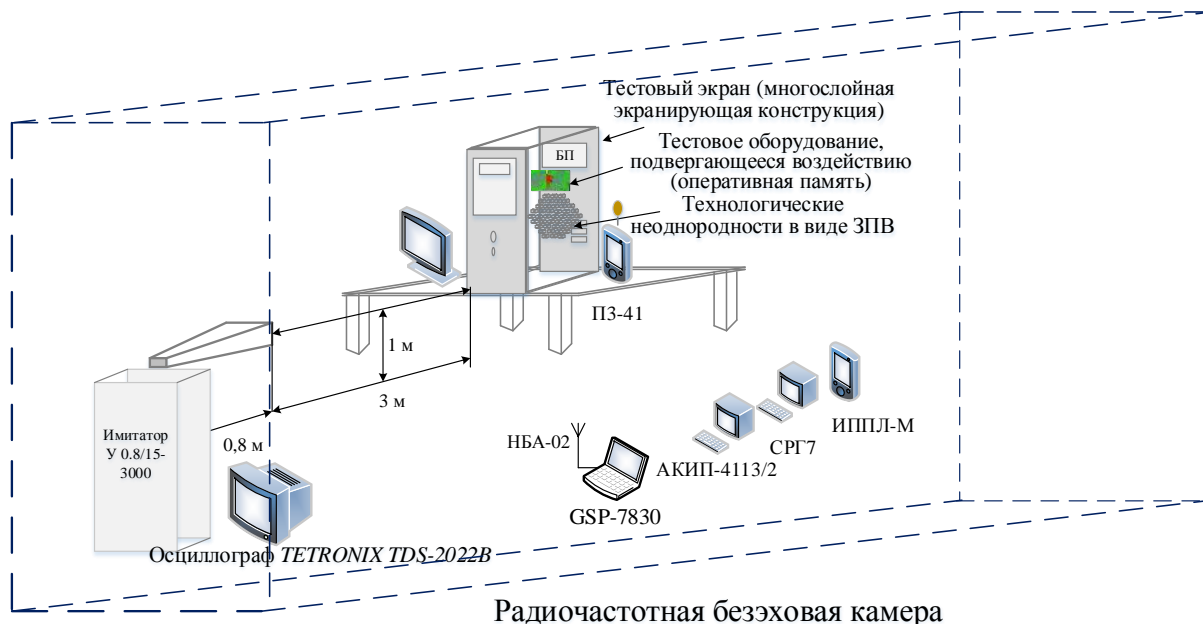 Тестовый экран (многослойная
экранирующая конструкция)
Тестовое оборудование,
подвергающееся воздействию
(оперативная память)
Технологические
неоднородности в виде ЗПВ
БП
П3-41
1 м
3 м
0,8 м
Имитатор
У 0.8/15-
3000
НБА-02
GSP-7830
АКИП-4113/2
СРГ7
ИППЛ-М
Осциллограф TETRONIX TDS-2022B
Радиочастотная безэховая камера